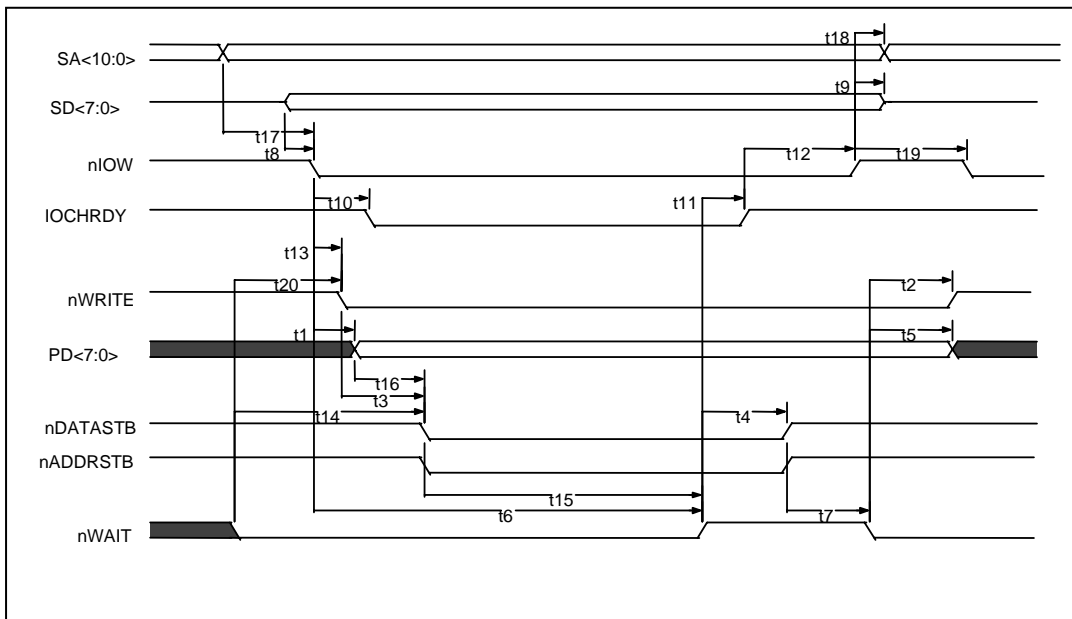 t18
SA<10:0>
t9
SD<7:0>
t17
t8
t12
t19
nIOW
t10
t11
IOCHRDY
t13
t20
t2
nWRITE
t1
t5
PD<7:0>
t16
t3
t14
t4
nDATASTB
nADDRSTB
t15
t6
t7
nWAIT